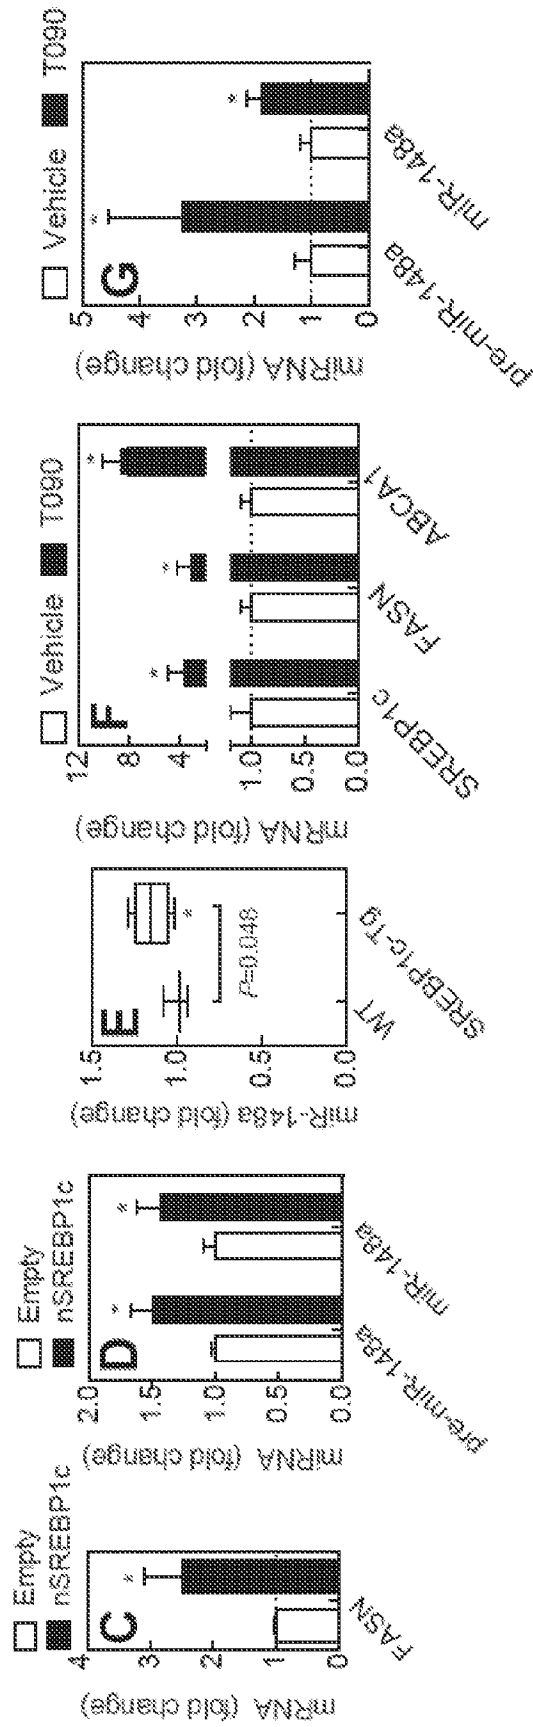 Empty
nSREBP1c
C
mRNA (fold change)
4
3
2
1
0
*
FASN
Empty
nSREBP1c
D
miRNA (fold change)
2.0
1.5
1.0
0.5
0.0
*
*
pre-miR-148a
miR-148a
E
miR-148a (fold change)
1.5
1.0
0.5
0.0
*
P=0.048
WT
SREBP1c-Tg
Vehicle
T090
F
mRNA (fold change)
12
8
4
1.0
0.5
0.0
*
*
*
SREBP1c
FASN
ABCA1
Vehicle
T090
G
miRNA (fold change)
5
4
3
2
1
0
*
*
pre-miR-148a
miR-148a